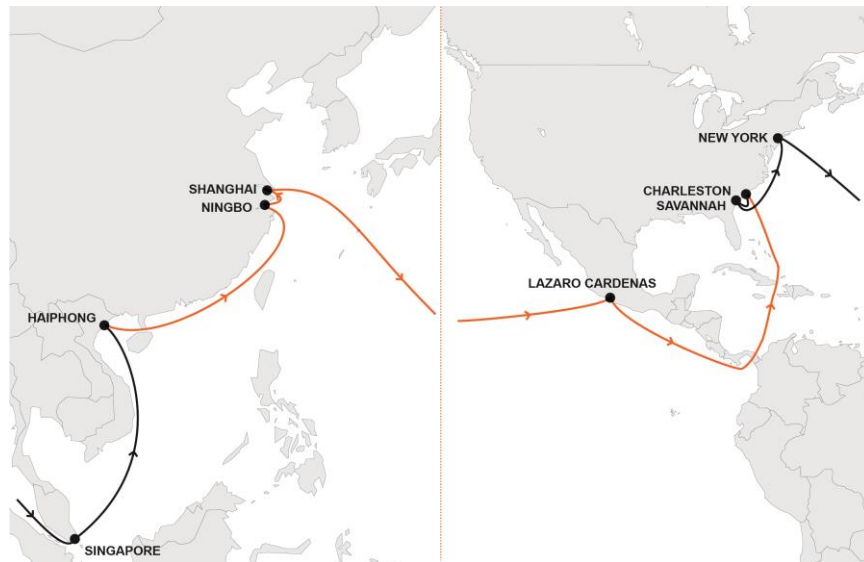 SHANGHAI
NINGBO
HAIPHONG
SINGAPORE
NEW YORK
CHARLESTON
SAVANNAH
LAZARO CARDENAS